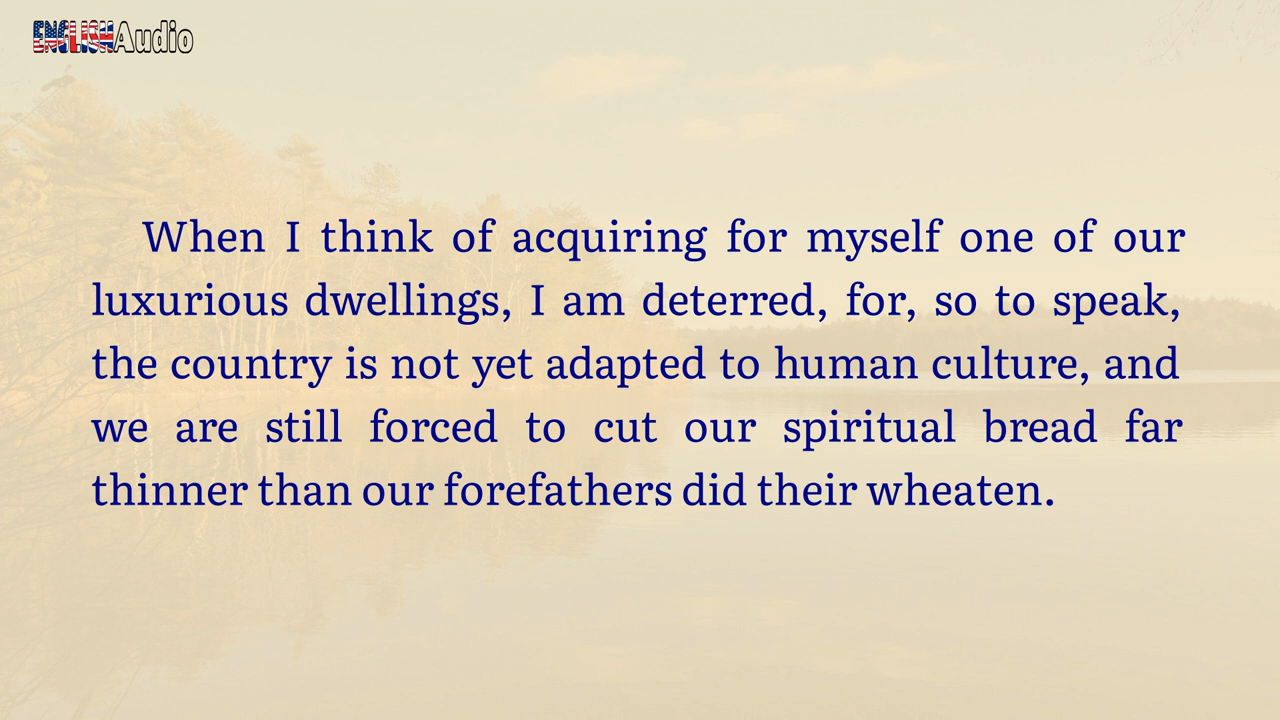 ENGLISHAudio
When I think of acquiring for myself one of our
luxurious dwellings, I am deterred, for, so to speak,
the country is not yet adapted to human culture, and
we are still forced to cut our spiritual bread far
thinner than our forefathers did their wheaten.